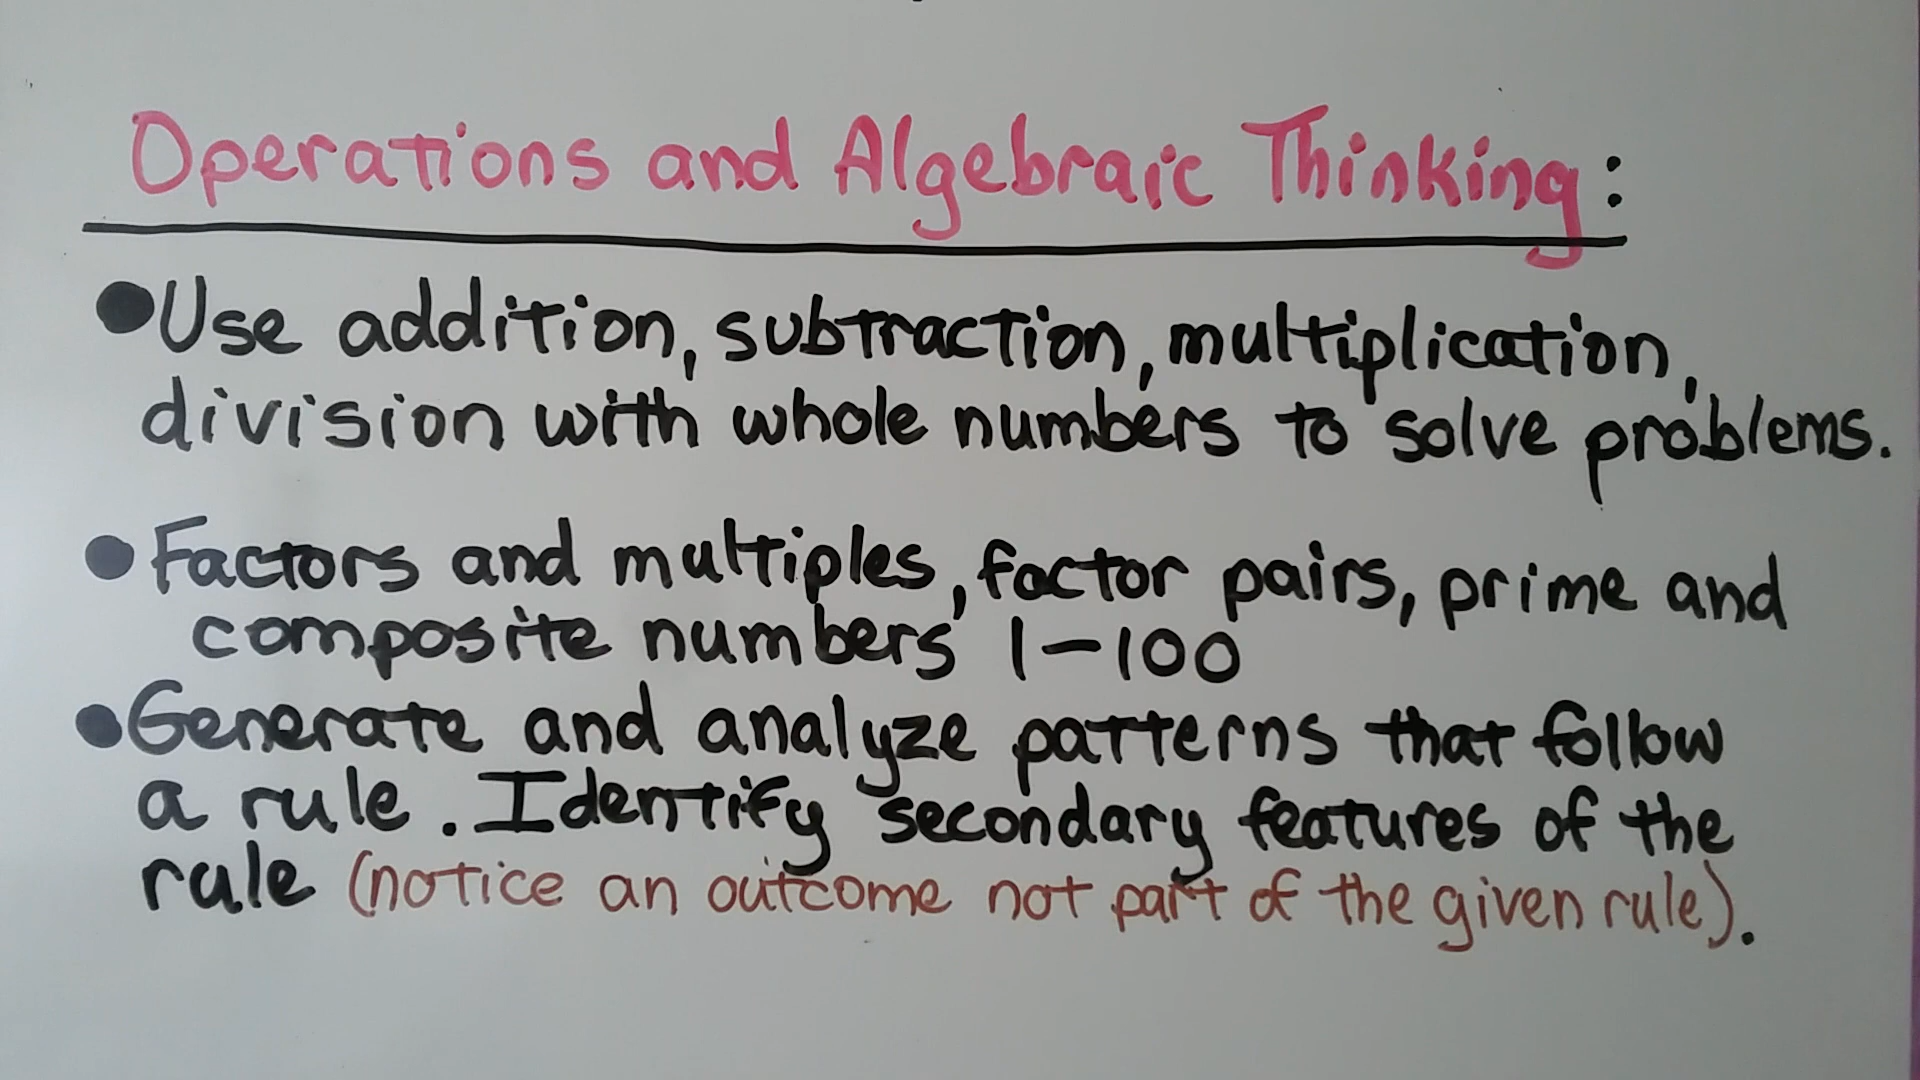 Operations and Algebraic Thinking:
●Use addition, subtraction, multiplication,
division with whole numbers to solve problems.
● Factors and multiples, factor pairs, prime and
composite numbers 1-100
●Generate and analyze patterns that follow
a rule. Identify secondary features of the
rule (notice an outcome not part of the given rule).